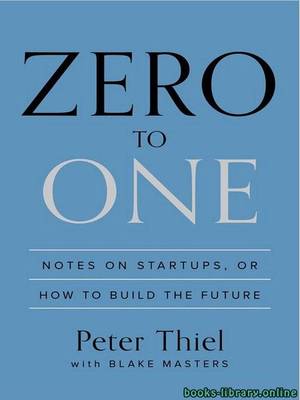 ZERO
TO
ONE
NOTES ON STARTUPS, OR
HOW TO BUILD THE FUTURE
Peter Thiel
with BLAKE MASTERS
books-library.online